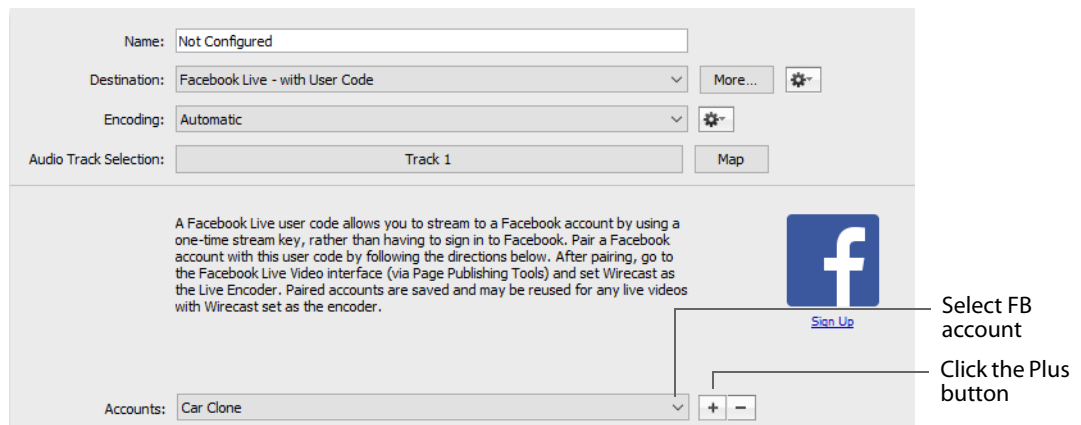 Name: Not Configured
Destination: Facebook Live - with User Code More...
Encoding: Automatic
Audio Track Selection: Track 1 Map
A Facebook Live user code allows you to stream to a Facebook account by using a
one-time stream key, rather than having to sign in to Facebook. Pair a Facebook
account with this user code by following the directions below. After pairing, go to
the Facebook Live Video interface (via Page Publishing Tools) and set Wirecast as
the Live Encoder. Paired accounts are saved and may be reused for any live videos
with Wirecast set as the encoder.
f
Sign Up
Select FB
account
Click the Plus
button
Accounts: Car Clone + −